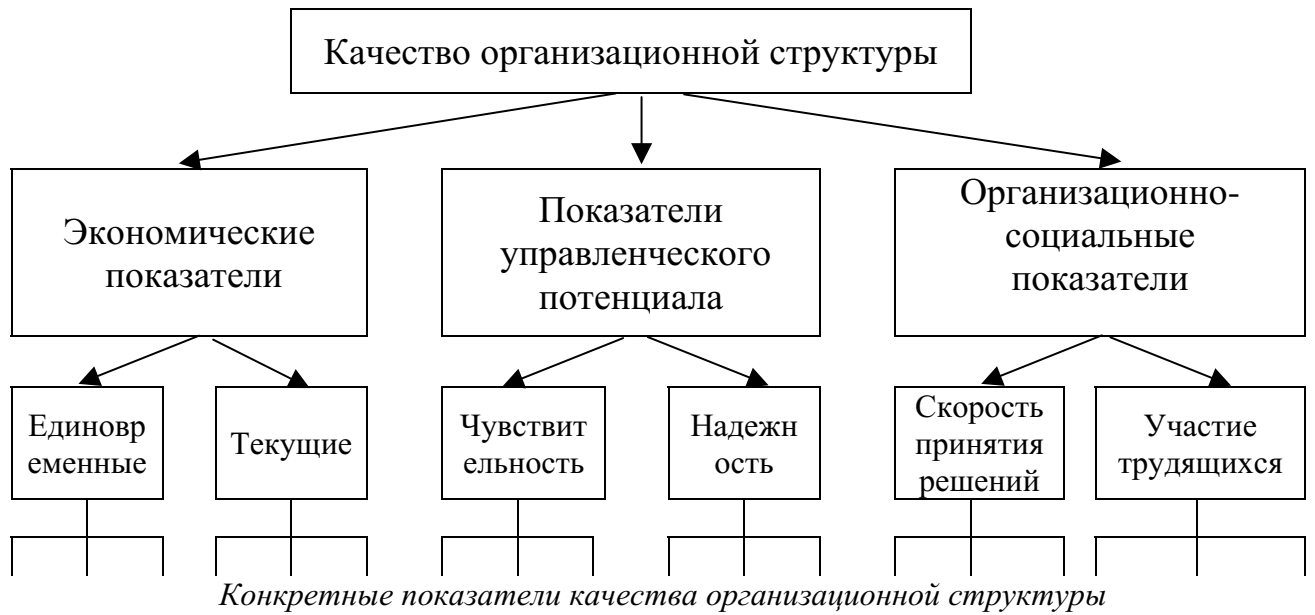 Качество организационной структуры
Экономические
показатели
Показатели
управленческого
потенциала
Организационно-
социальные
показатели
Единовр
еменные
Текущие
Чувствит
ельность
Надежн
ость
Скорость
принятия
решений
Участие
трудящихся
Конкретные показатели качества организационной структуры